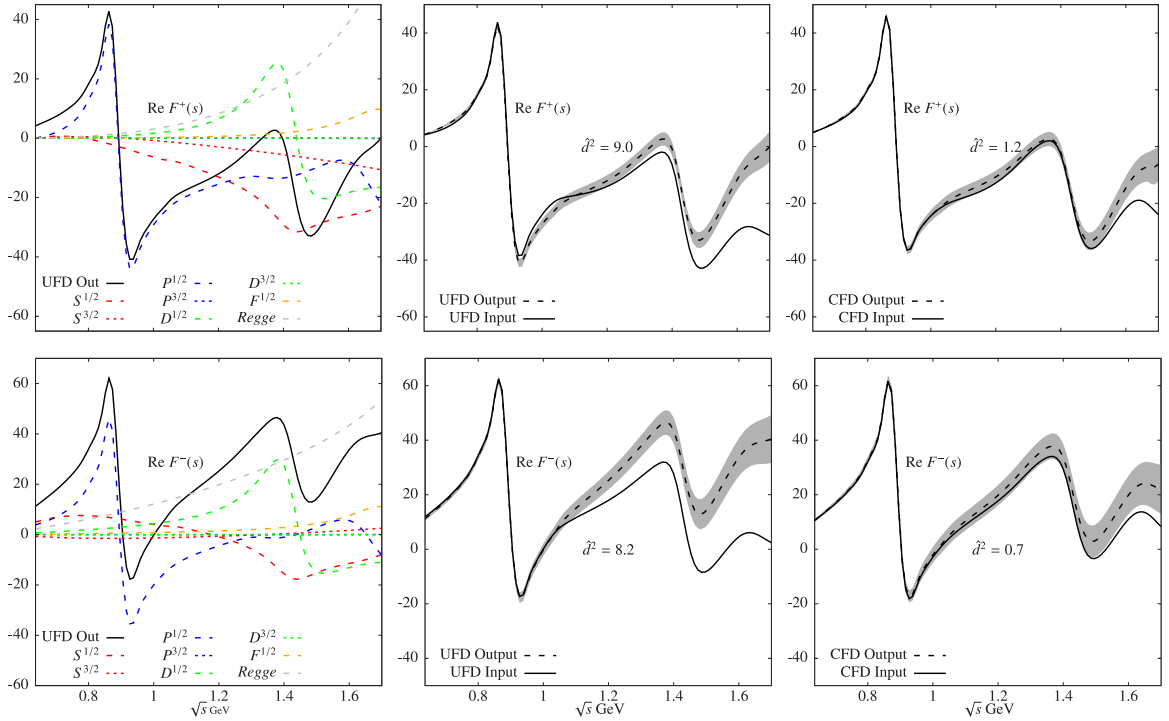 40
20
0
-20
-40
-60
Re F⁺(s)
UFD Out
S^{1/2}
S^{3/2}
P^{1/2}
P^{3/2}
D^{1/2}
D^{3/2}
F^{1/2}
Regge
40
20
0
-20
-40
-60
Re F⁺(s)
d̂² = 9.0
UFD Output
UFD Input
40
20
0
-20
-40
-60
Re F⁺(s)
d̂² = 1.2
CFD Output
CFD Input
60
40
20
0
-20
-40
-60
Re F⁻(s)
UFD Out
S^{1/2}
S^{3/2}
P^{1/2}
P^{3/2}
D^{1/2}
D^{3/2}
F^{1/2}
Regge
0.8
1
1.2
1.4
1.6
√s GeV
60
40
20
0
-20
-40
Re F⁻(s)
d̂² = 8.2
UFD Output
UFD Input
0.8
1
1.2
1.4
1.6
√s GeV
60
40
20
0
-20
-40
Re F⁻(s)
d̂² = 0.7
CFD Output
CFD Input
0.8
1
1.2
1.4
1.6
√s GeV